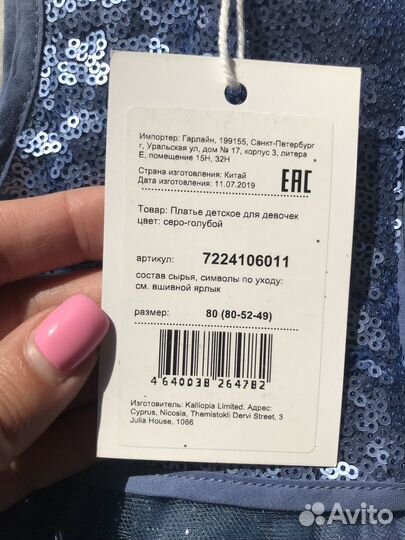 Импортер: Гарлайн, 199155, Санкт-Петербург
г, Уральская ул, дом № 17, корпус 3, литера
Е, помещение 15Н, 32Н
Страна изготовления: Китай
Дата изготовления: 11.07.2019
EAC
Товар: Платье детское для девочек
цвет: серо-голубой
артикул: 7224106011
состав сырья, символы по уходу:
см. вшивной ярлык
размер: 80 (80-52-49)
4 640038 264782
Изготовитель: Kalliopia Limited. Адрес:
Cyprus, Nicosia, Themistokli Dervi Street, 3
Julia House, 1066
Avito